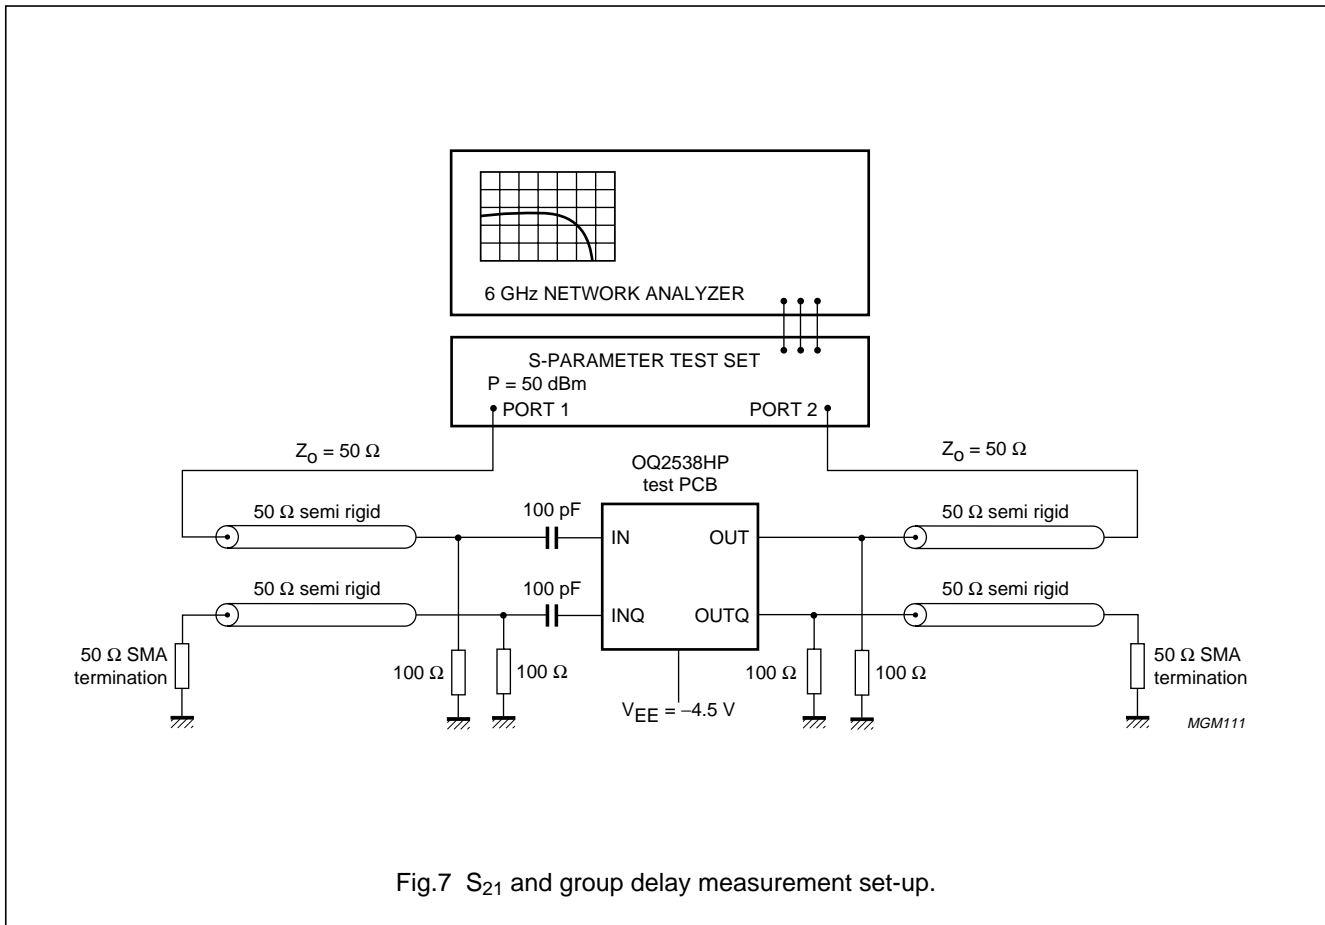 6 GHz NETWORK ANALYZER
S-PARAMETER TEST SET
P = 50 dBm
PORT 1
PORT 2
Zo = 50 Ω
Zo = 50 Ω
OQ2538HP
test PCB
50 Ω semi rigid
100 pF
IN
OUT
50 Ω semi rigid
50 Ω semi rigid
100 pF
INQ
OUTQ
50 Ω semi rigid
50 Ω SMA
termination
100 Ω
100 Ω
100 Ω
100 Ω
50 Ω SMA
termination
VEE = −4.5 V
MGM111
Fig.7 S21 and group delay measurement set-up.